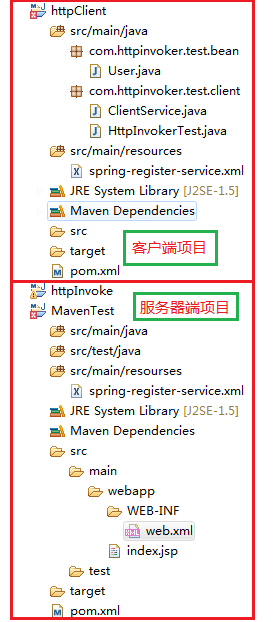 httpClient
src/main/java
com.httpinvoker.test.bean
User.java
com.httpinvoker.test.client
ClientService.java
HttpInvokerTest.java
src/main/resources
spring-register-service.xml
JRE System Library [J2SE-1.5]
Maven Dependencies
src
target
客户端项目
pom.xml
httpInvoke
服务器端项目
MavenTest
src/main/java
src/test/java
src/main/resourses
spring-register-service.xml
JRE System Library [J2SE-1.5]
Maven Dependencies
src
main
webapp
WEB-INF
web.xml
index.jsp
test
target
pom.xml